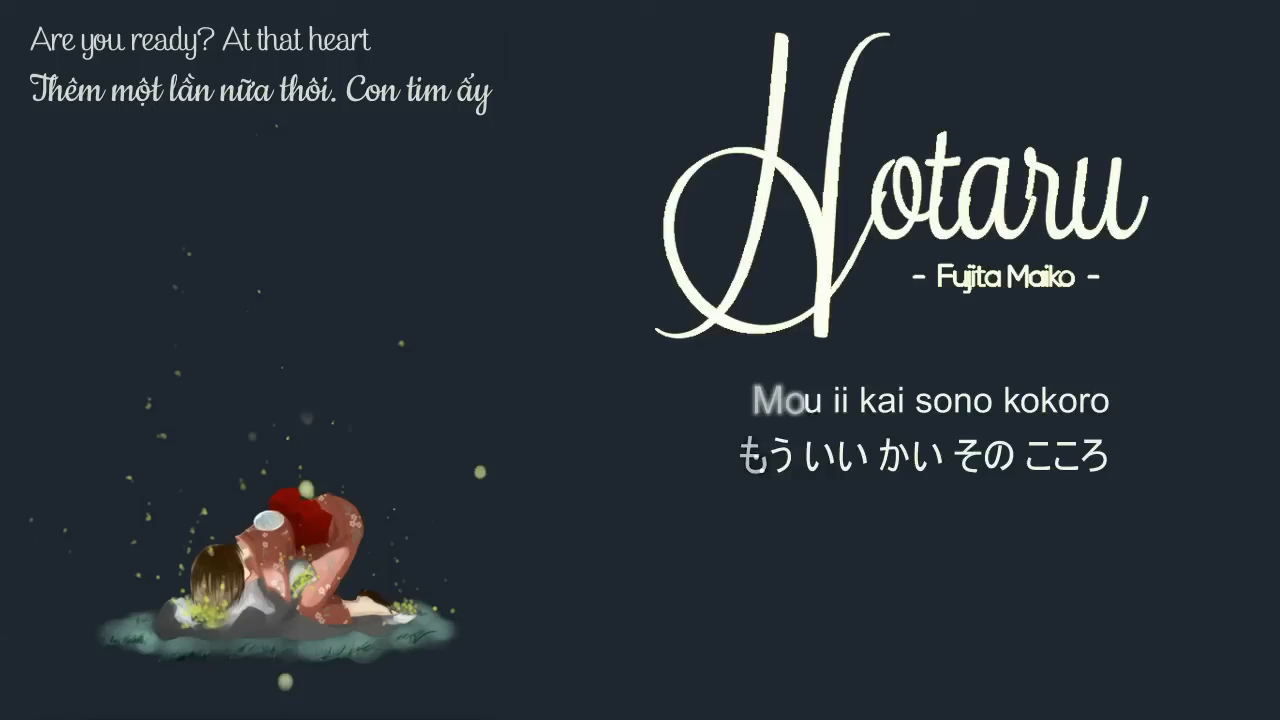 Are you ready? At that heart
Thêm một lần nữa thôi. Con tim ấy
Hotaru
- Fujita Maiko -
Mou ii kai sono kokoro
もう いい かい その こころ